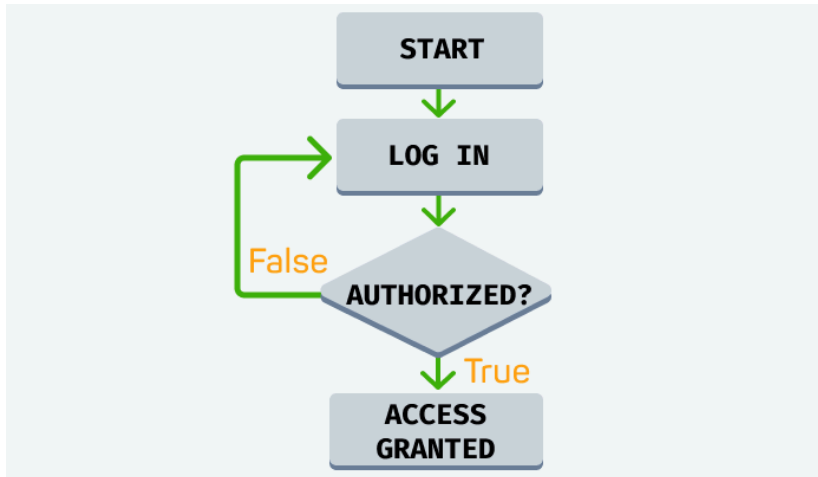 START
LOG IN
False
AUTHORIZED?
True
ACCESS
GRANTED